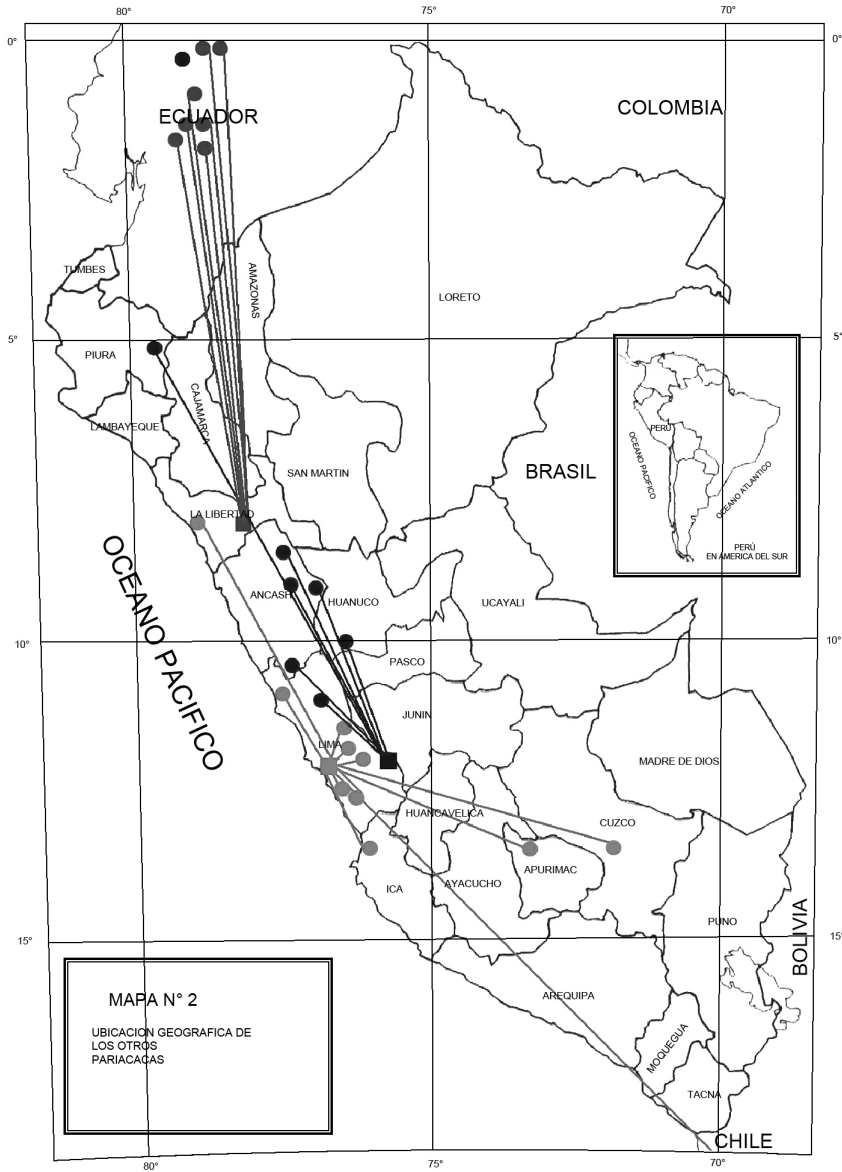 80°
75°
70°
0°
0°
ECUADOR
COLOMBIA
TUMBES
AMAZONAS
LORETO
5°
5°
PIURA
CAJAMARCA
LAMBAYEQUE
SAN MARTIN
BRASIL
PERÚ
OCEANO PACIFICO
OCEANO ATLANTICO
PERÚ
EN AMERICA DEL SUR
LA LIBERTAD
OCEANO PACIFICO
ANCASH
HUANUCO
UCAYALI
10°
10°
PASCO
JUNIN
LIMA
MADRE DE DIOS
HUANCAVELICA
CUZCO
APURIMAC
AYACUCHO
ICA
PUNO
BOLIVIA
15°
15°
AREQUIPA
MOQUEGUA
TACNA
CHILE
MAPA N° 2
UBICACION GEOGRAFICA DE
LOS OTROS
PARIACACAS
80°
75°
70°